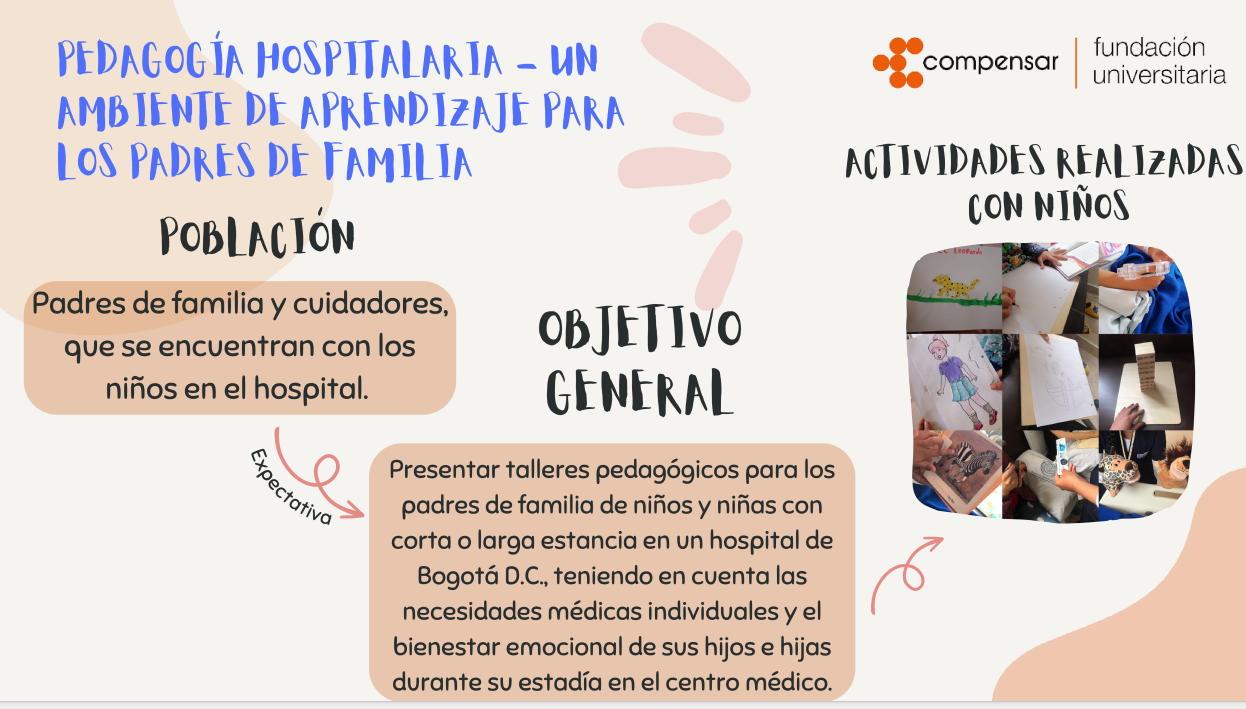 PEDAGOGÍA HOSPITALARIA - UN
AMBIENTE DE APRENDIZAJE PARA
LOS PADRES DE FAMILIA
compensar
fundación
universitaria
POBLACIÓN
Padres de familia y cuidadores,
que se encuentran con los
niños en el hospital.
Expectativa
OBJETIVO
GENERAL
Presentar talleres pedagógicos para los
padres de familia de niños y niñas con
corta o larga estancia en un hospital de
Bogotá D.C., teniendo en cuenta las
necesidades médicas individuales y el
bienestar emocional de sus hijos e hijas
durante su estadía en el centro médico.
ACTIVIDADES REALIZADAS
CON NIÑOS
Leopardo